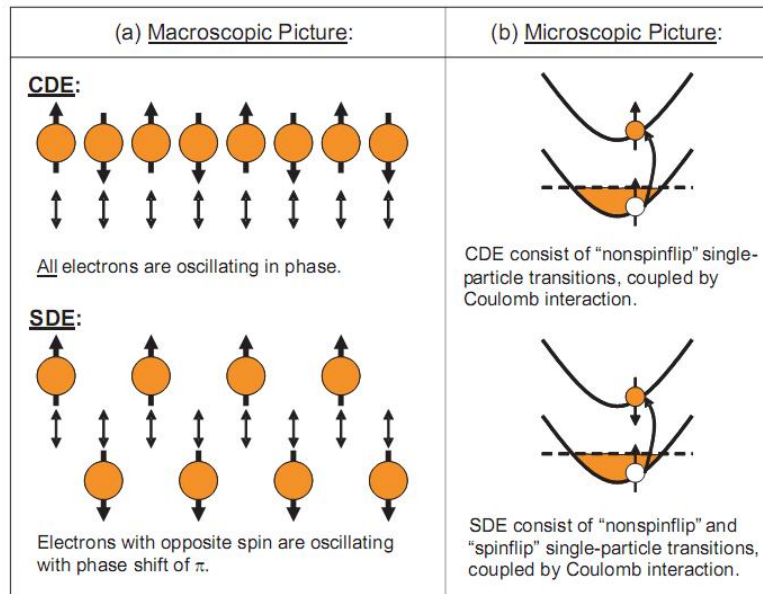 (a) Macroscopic Picture:
(b) Microscopic Picture:
CDE:
All electrons are oscillating in phase.
CDE consist of “nonspinflip” single-
particle transitions, coupled by
Coulomb interaction.
SDE:
Electrons with opposite spin are oscillating
with phase shift of π.
SDE consist of “nonspinflip” and
“spinflip” single-particle transitions,
coupled by Coulomb interaction.